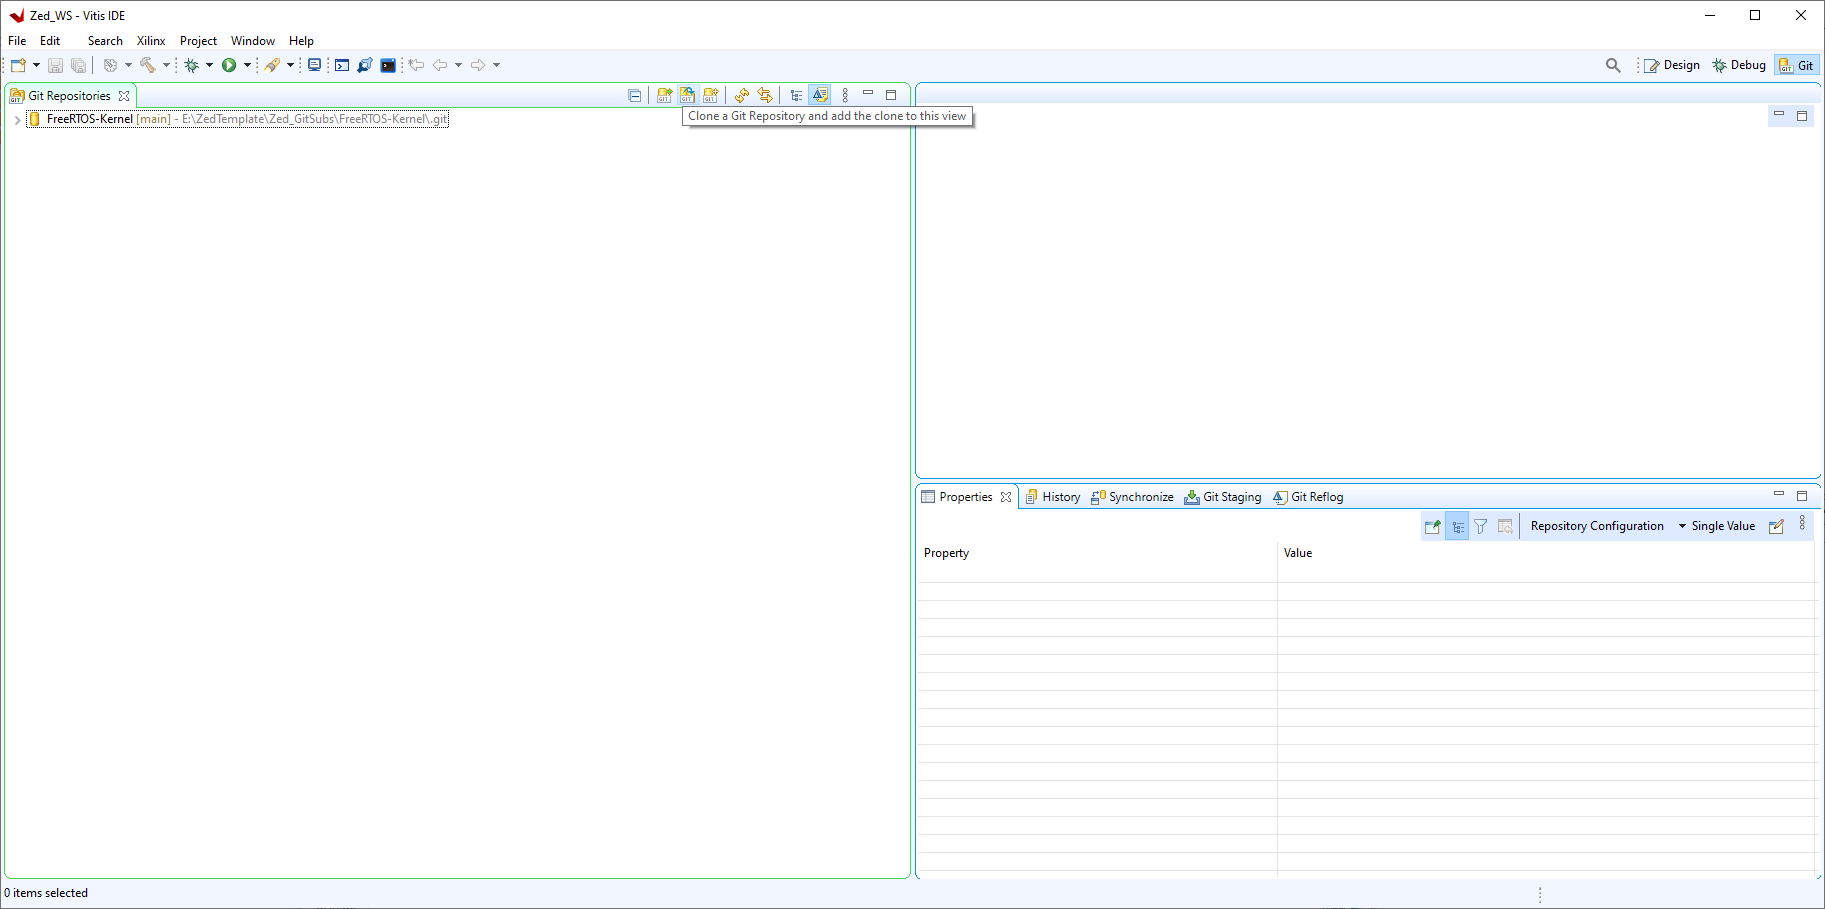 Zed_WS - Vitis IDE
File Edit Search Xilinx Project Window Help
Design Debug Git
Git Repositories
FreeRTOS-Kernel [main] - E:\ZedTemplate\Zed_GitSubs\FreeRTOS-Kernel\.git
Clone a Git Repository and add the clone to this view
Properties History Synchronize Git Staging Git Reflog
Repository Configuration Single Value
Property Value
0 items selected